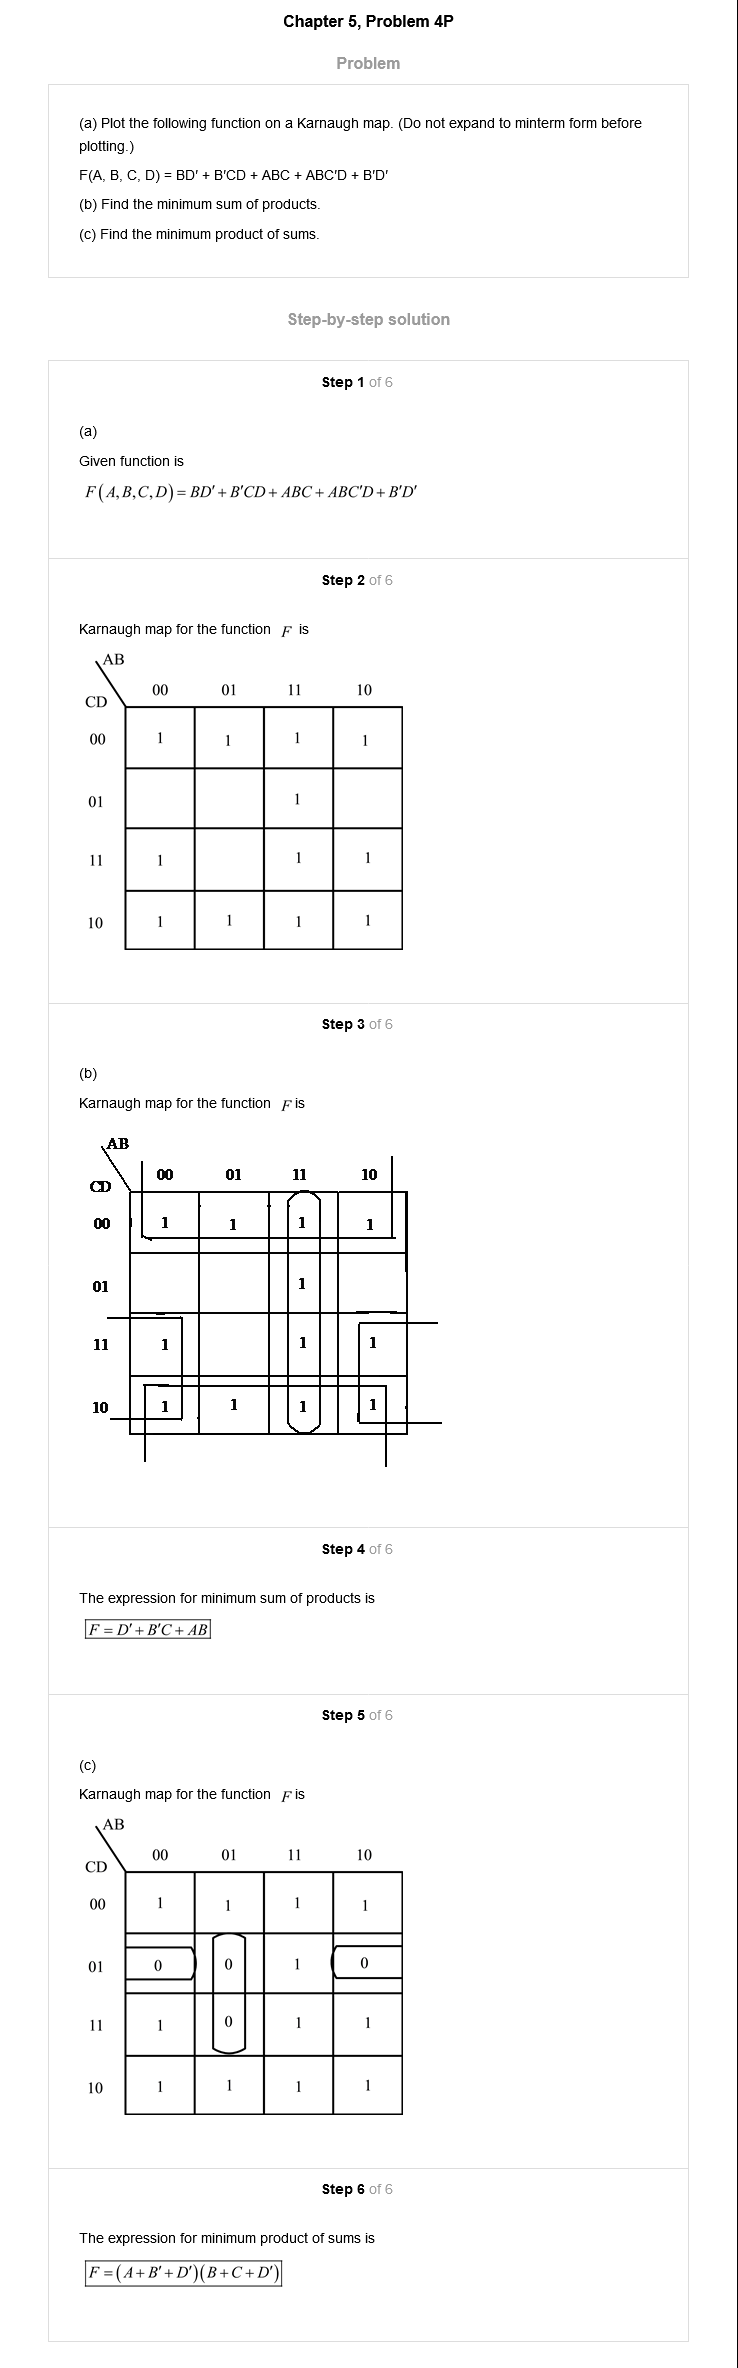 Chapter 5, Problem 4P
Problem
(a) Plot the following function on a Karnaugh map. (Do not expand to minterm form before
plotting.)
F(A, B, C, D) = BD′ + B′CD + ABC + ABC′D + B′D′
(b) Find the minimum sum of products.
(c) Find the minimum product of sums.
Step-by-step solution
Step 1 of 6
(a)
Given function is
F(A,B,C,D)= BD′+B′CD+ABC+ABC′D+B′D′
Step 2 of 6
Karnaugh map for the function F is
AB
00 01 11 10
CD
00 1 1 1 1
01 1
11 1 1 1
10 1 1 1 1
Step 3 of 6
(b)
Karnaugh map for the function F is
AB
00 01 11 10
CD
00 1 1 1 1
01 1
11 1 1 1
10 1 1 1 1
Step 4 of 6
The expression for minimum sum of products is
F = D′+B′C+AB
Step 5 of 6
(c)
Karnaugh map for the function F is
AB
00 01 11 10
CD
00 1 1 1 1
01 0 0 1 0
11 1 0 1 1
10 1 1 1 1
Step 6 of 6
The expression for minimum product of sums is
F =(A+B′+D′)(B+C+D′)